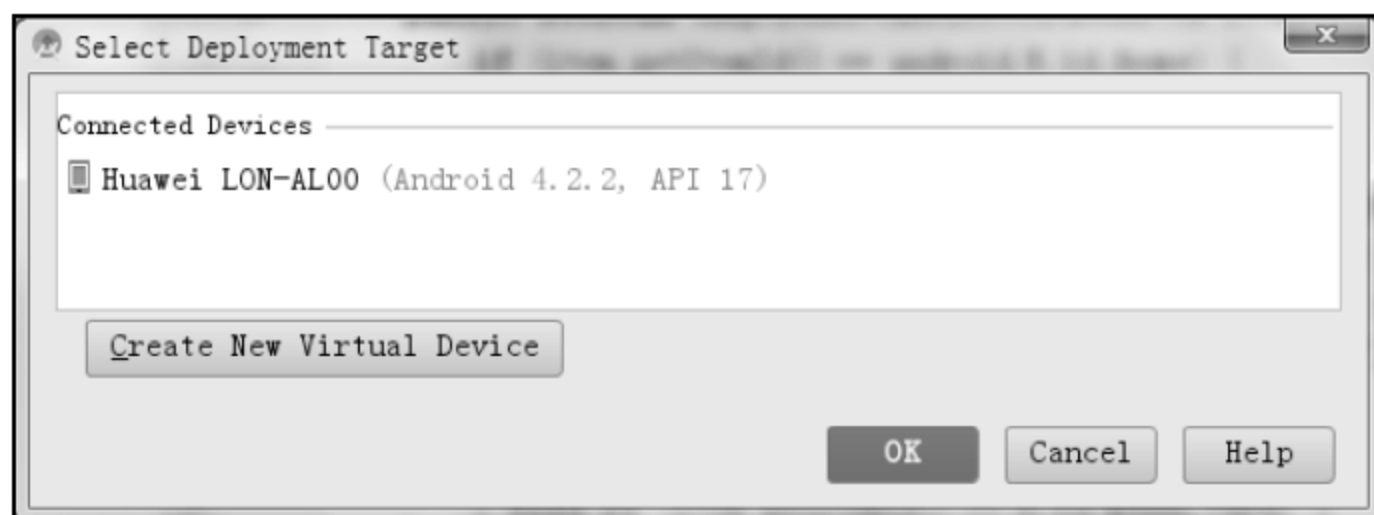 Select Deployment Target
Connected Devices
Huawei LON-AL00 (Android 4.2.2, API 17)
Create New Virtual Device
OK
Cancel
Help